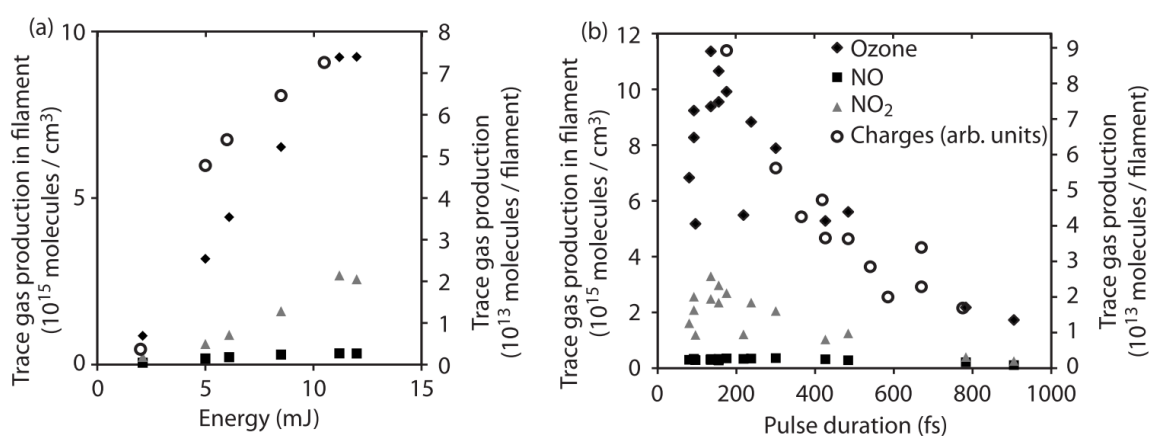 (a)
Trace gas production in filament
(10¹⁵ molecules / cm³)
10
5
0
0
5
10
15
Energy (mJ)
8
7
6
5
4
3
2
1
0
Trace gas production
(10¹³ molecules / filament)
(b)
Trace gas production in filament
(10¹⁵ molecules / cm³)
12
10
8
6
4
2
0
0
200
400
600
800
1000
Pulse duration (fs)
Ozone
NO
NO₂
Charges (arb. units)
9
8
7
6
5
4
3
2
1
0
Trace gas production
(10¹³ molecules / filament)